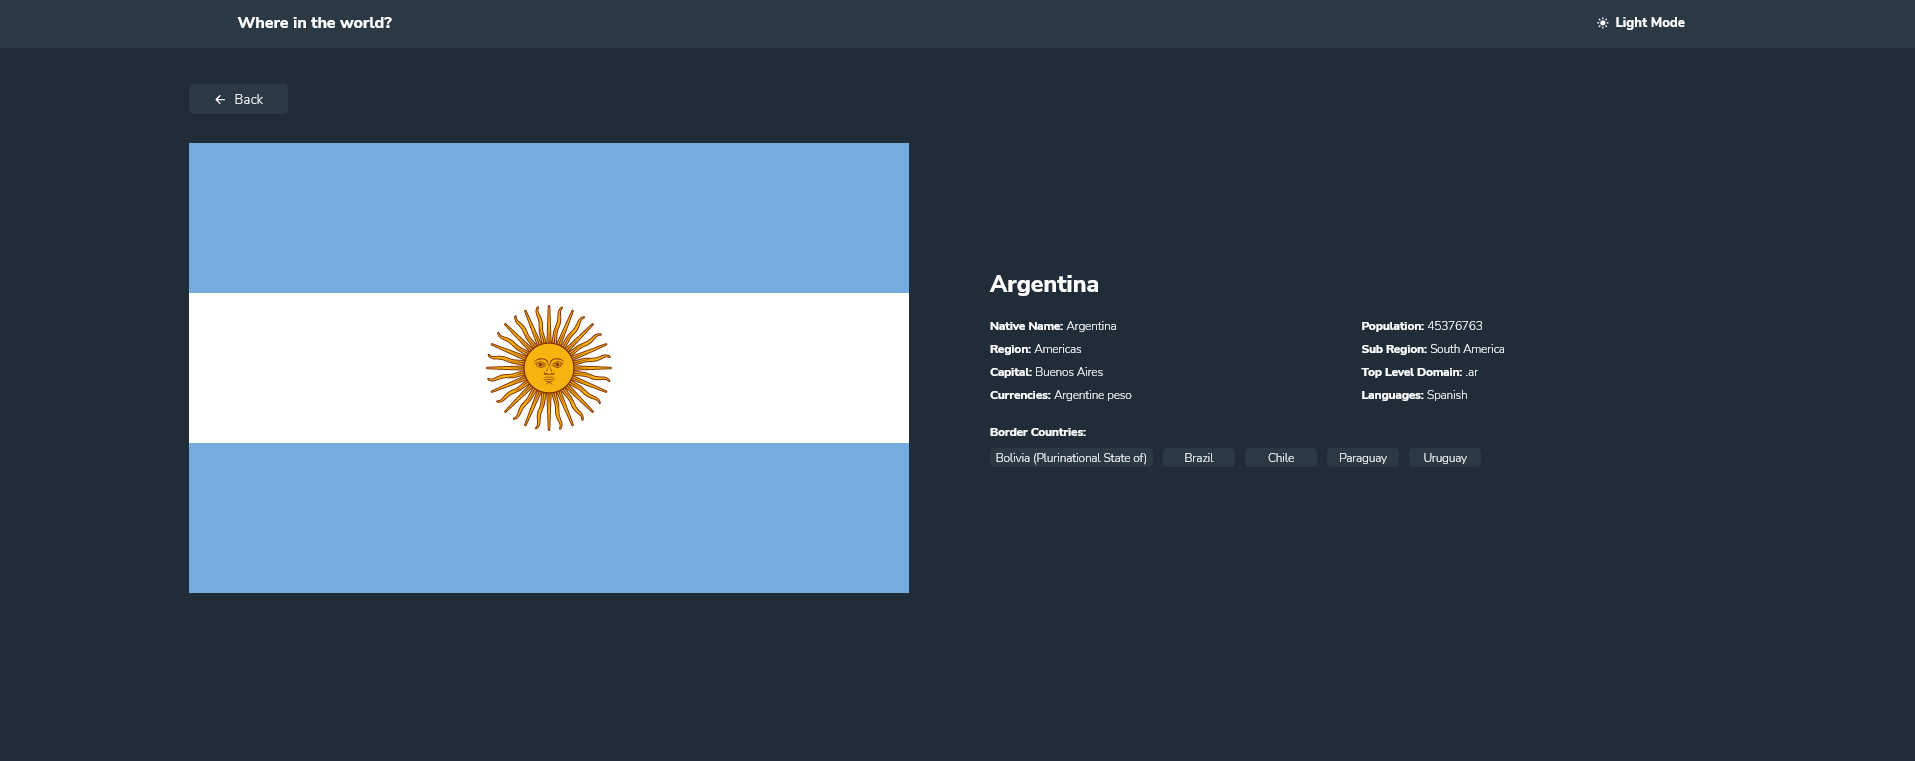 Where in the world?
Light Mode
Back
Argentina
Native Name: Argentina
Region: Americas
Capital: Buenos Aires
Currencies: Argentine peso
Population: 45376763
Sub Region: South America
Top Level Domain: .ar
Languages: Spanish
Border Countries:
Bolivia (Plurinational State of) Brazil Chile Paraguay Uruguay